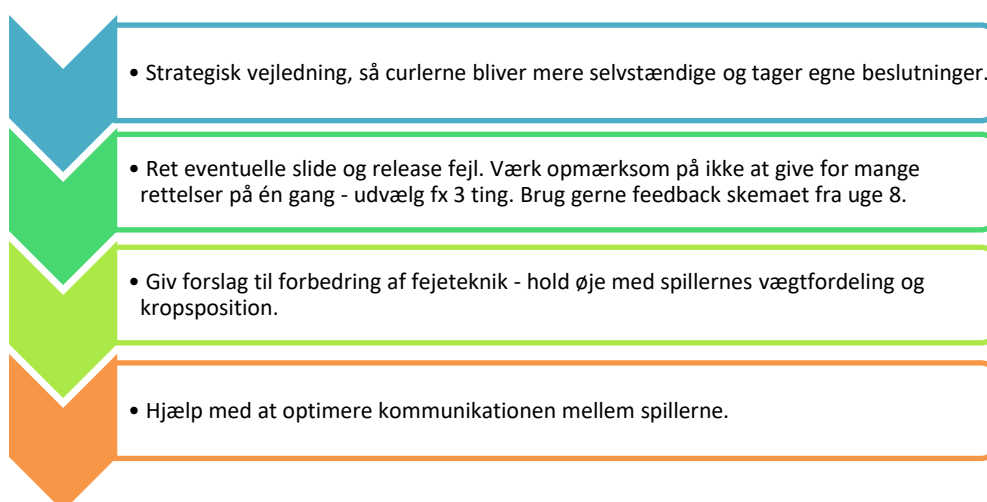 • Strategisk vejledning, så curlerne bliver mere selvstændige og tager egne beslutninger.
• Ret eventuelle slide og release fejl. Værk opmærksom på ikke at give for mange
rettelser på én gang - udvælg fx 3 ting. Brug gerne feedback skemaet fra uge 8.
• Giv forslag til forbedring af fejeteknik - hold øje med spillernes vægtfordeling og
kropsposition.
• Hjælp med at optimere kommunikationen mellem spillerne.